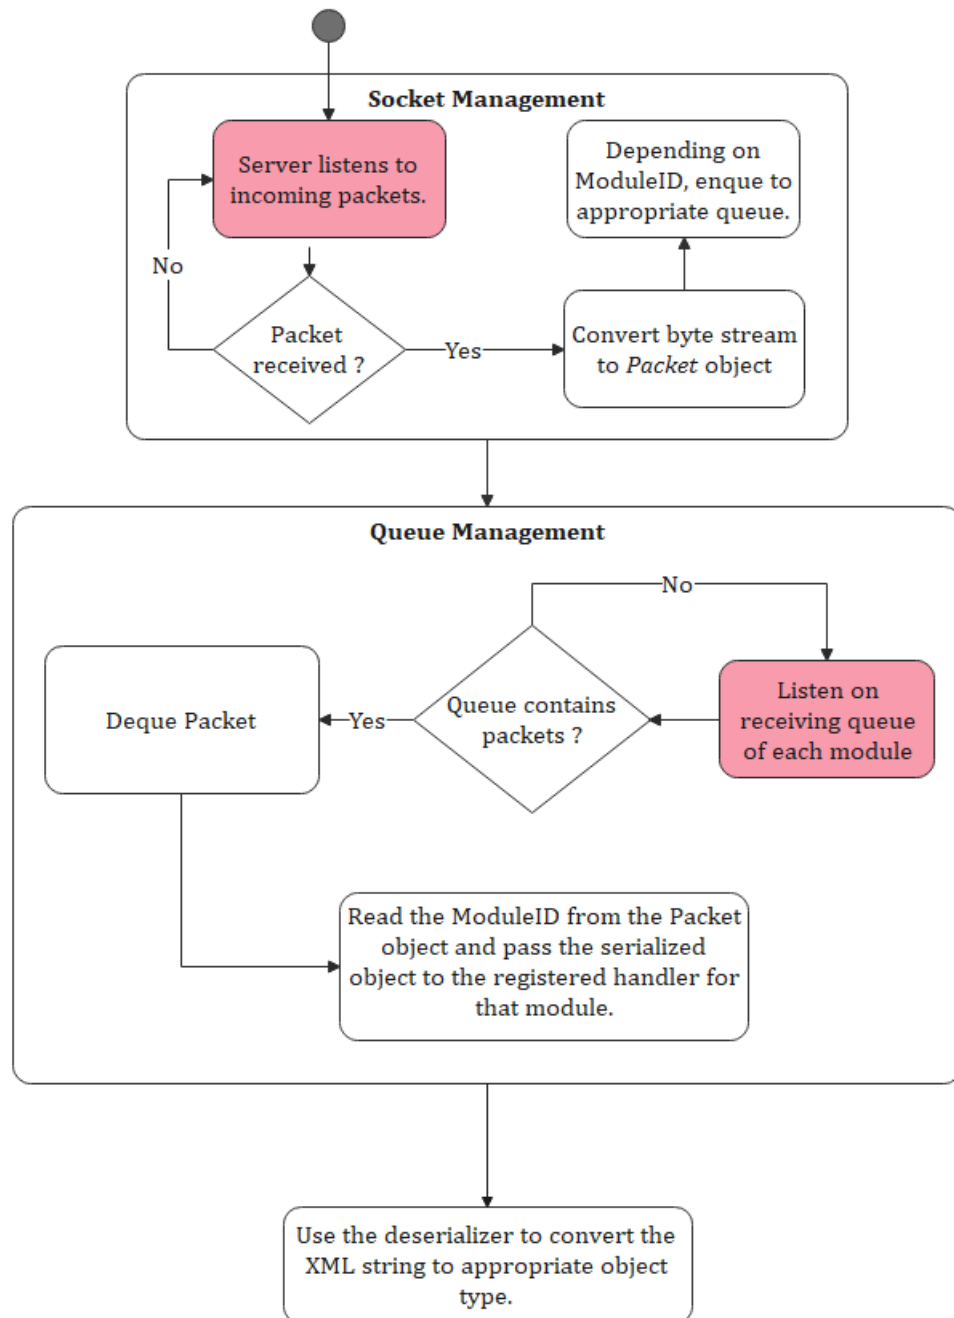 Socket Management
Server listens to
incoming packets.
Depending on
ModuleID, enque to
appropriate queue.
No
Packet
received ?
Yes
Convert byte stream
to Packet object
Queue Management
No
Deque Packet
Yes
Queue contains
packets ?
Listen on
receiving queue
of each module
Read the ModuleID from the Packet
object and pass the serialized
object to the registered handler for
that module.
Use the deserializer to convert the
XML string to appropriate object
type.